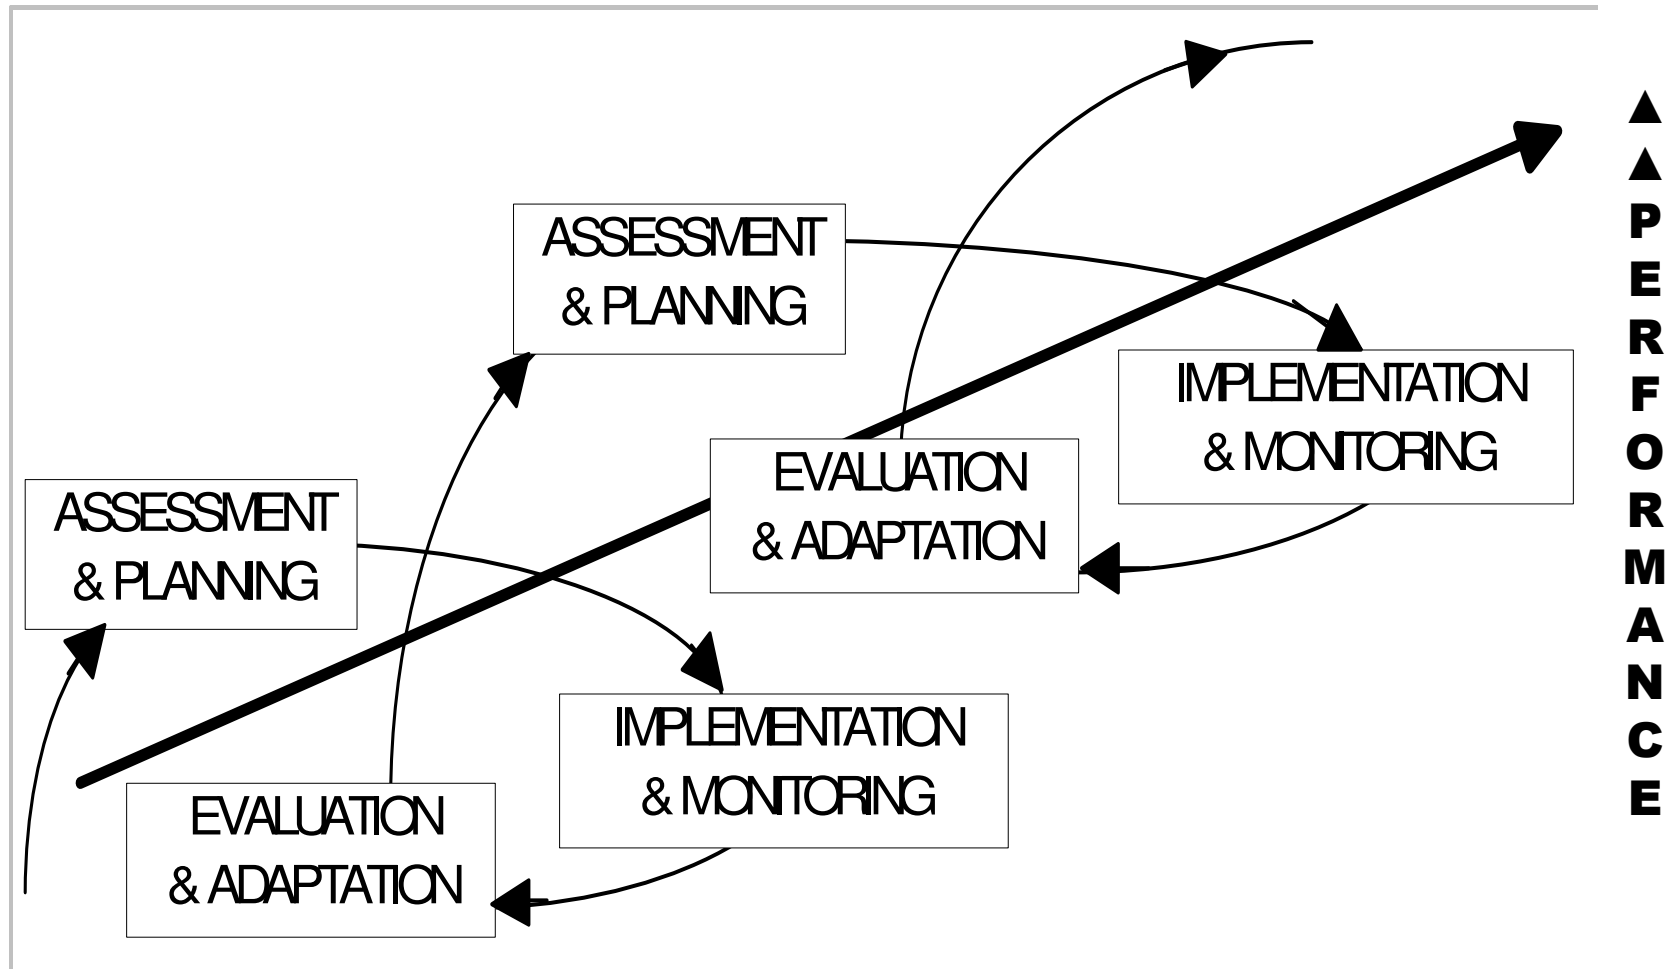 ASSESSMENT
& PLANNING
IMPLEMENTATION
& MONITORING
EVALUATION
& ADAPTATION
ASSESSMENT
& PLANNING
IMPLEMENTATION
& MONITORING
EVALUATION
& ADAPTATION
▲▲PERFORMANCE